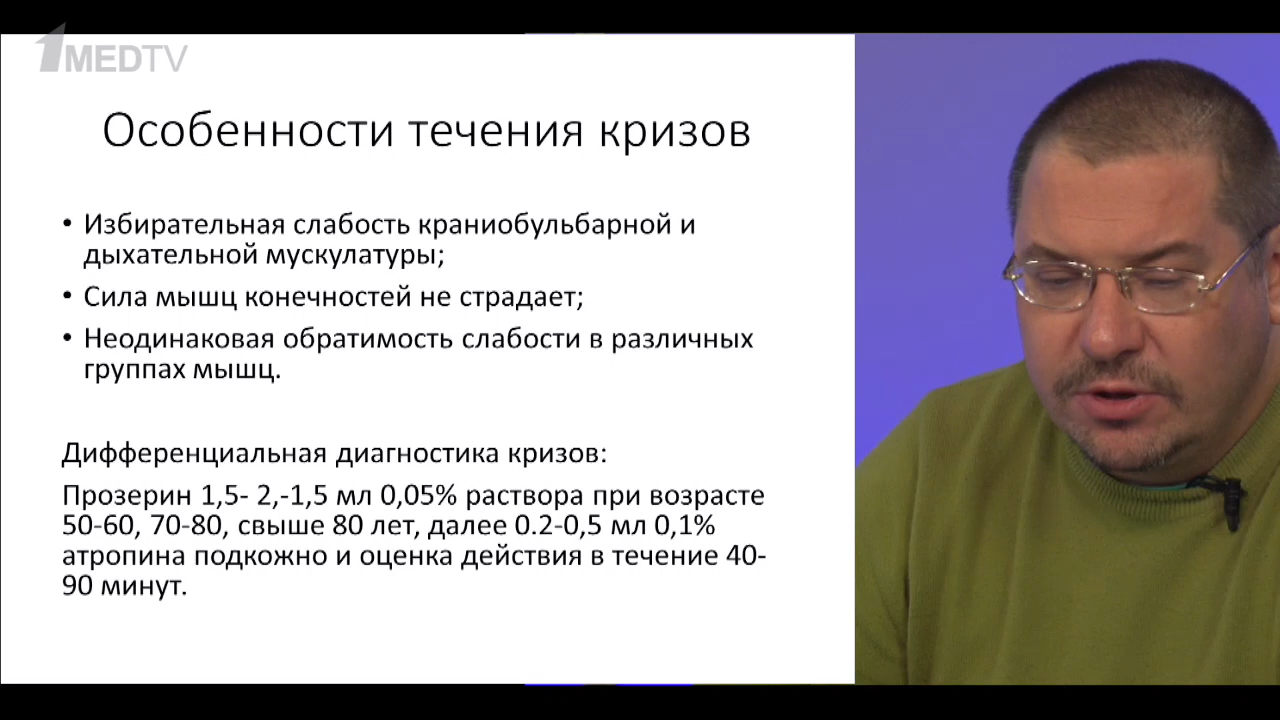 1MEDTV
Особенности течения кризов
• Избирательная слабость краниобульбарной и
дыхательной мускулатуры;
• Сила мышц конечностей не страдает;
• Неодинаковая обратимость слабости в различных
группах мышц.
Дифференциальная диагностика кризов:
Прозерин 1,5- 2,-1,5 мл 0,05% раствора при возрасте
50-60, 70-80, свыше 80 лет, далее 0.2-0,5 мл 0,1%
атропина подкожно и оценка действия в течение 40-
90 минут.